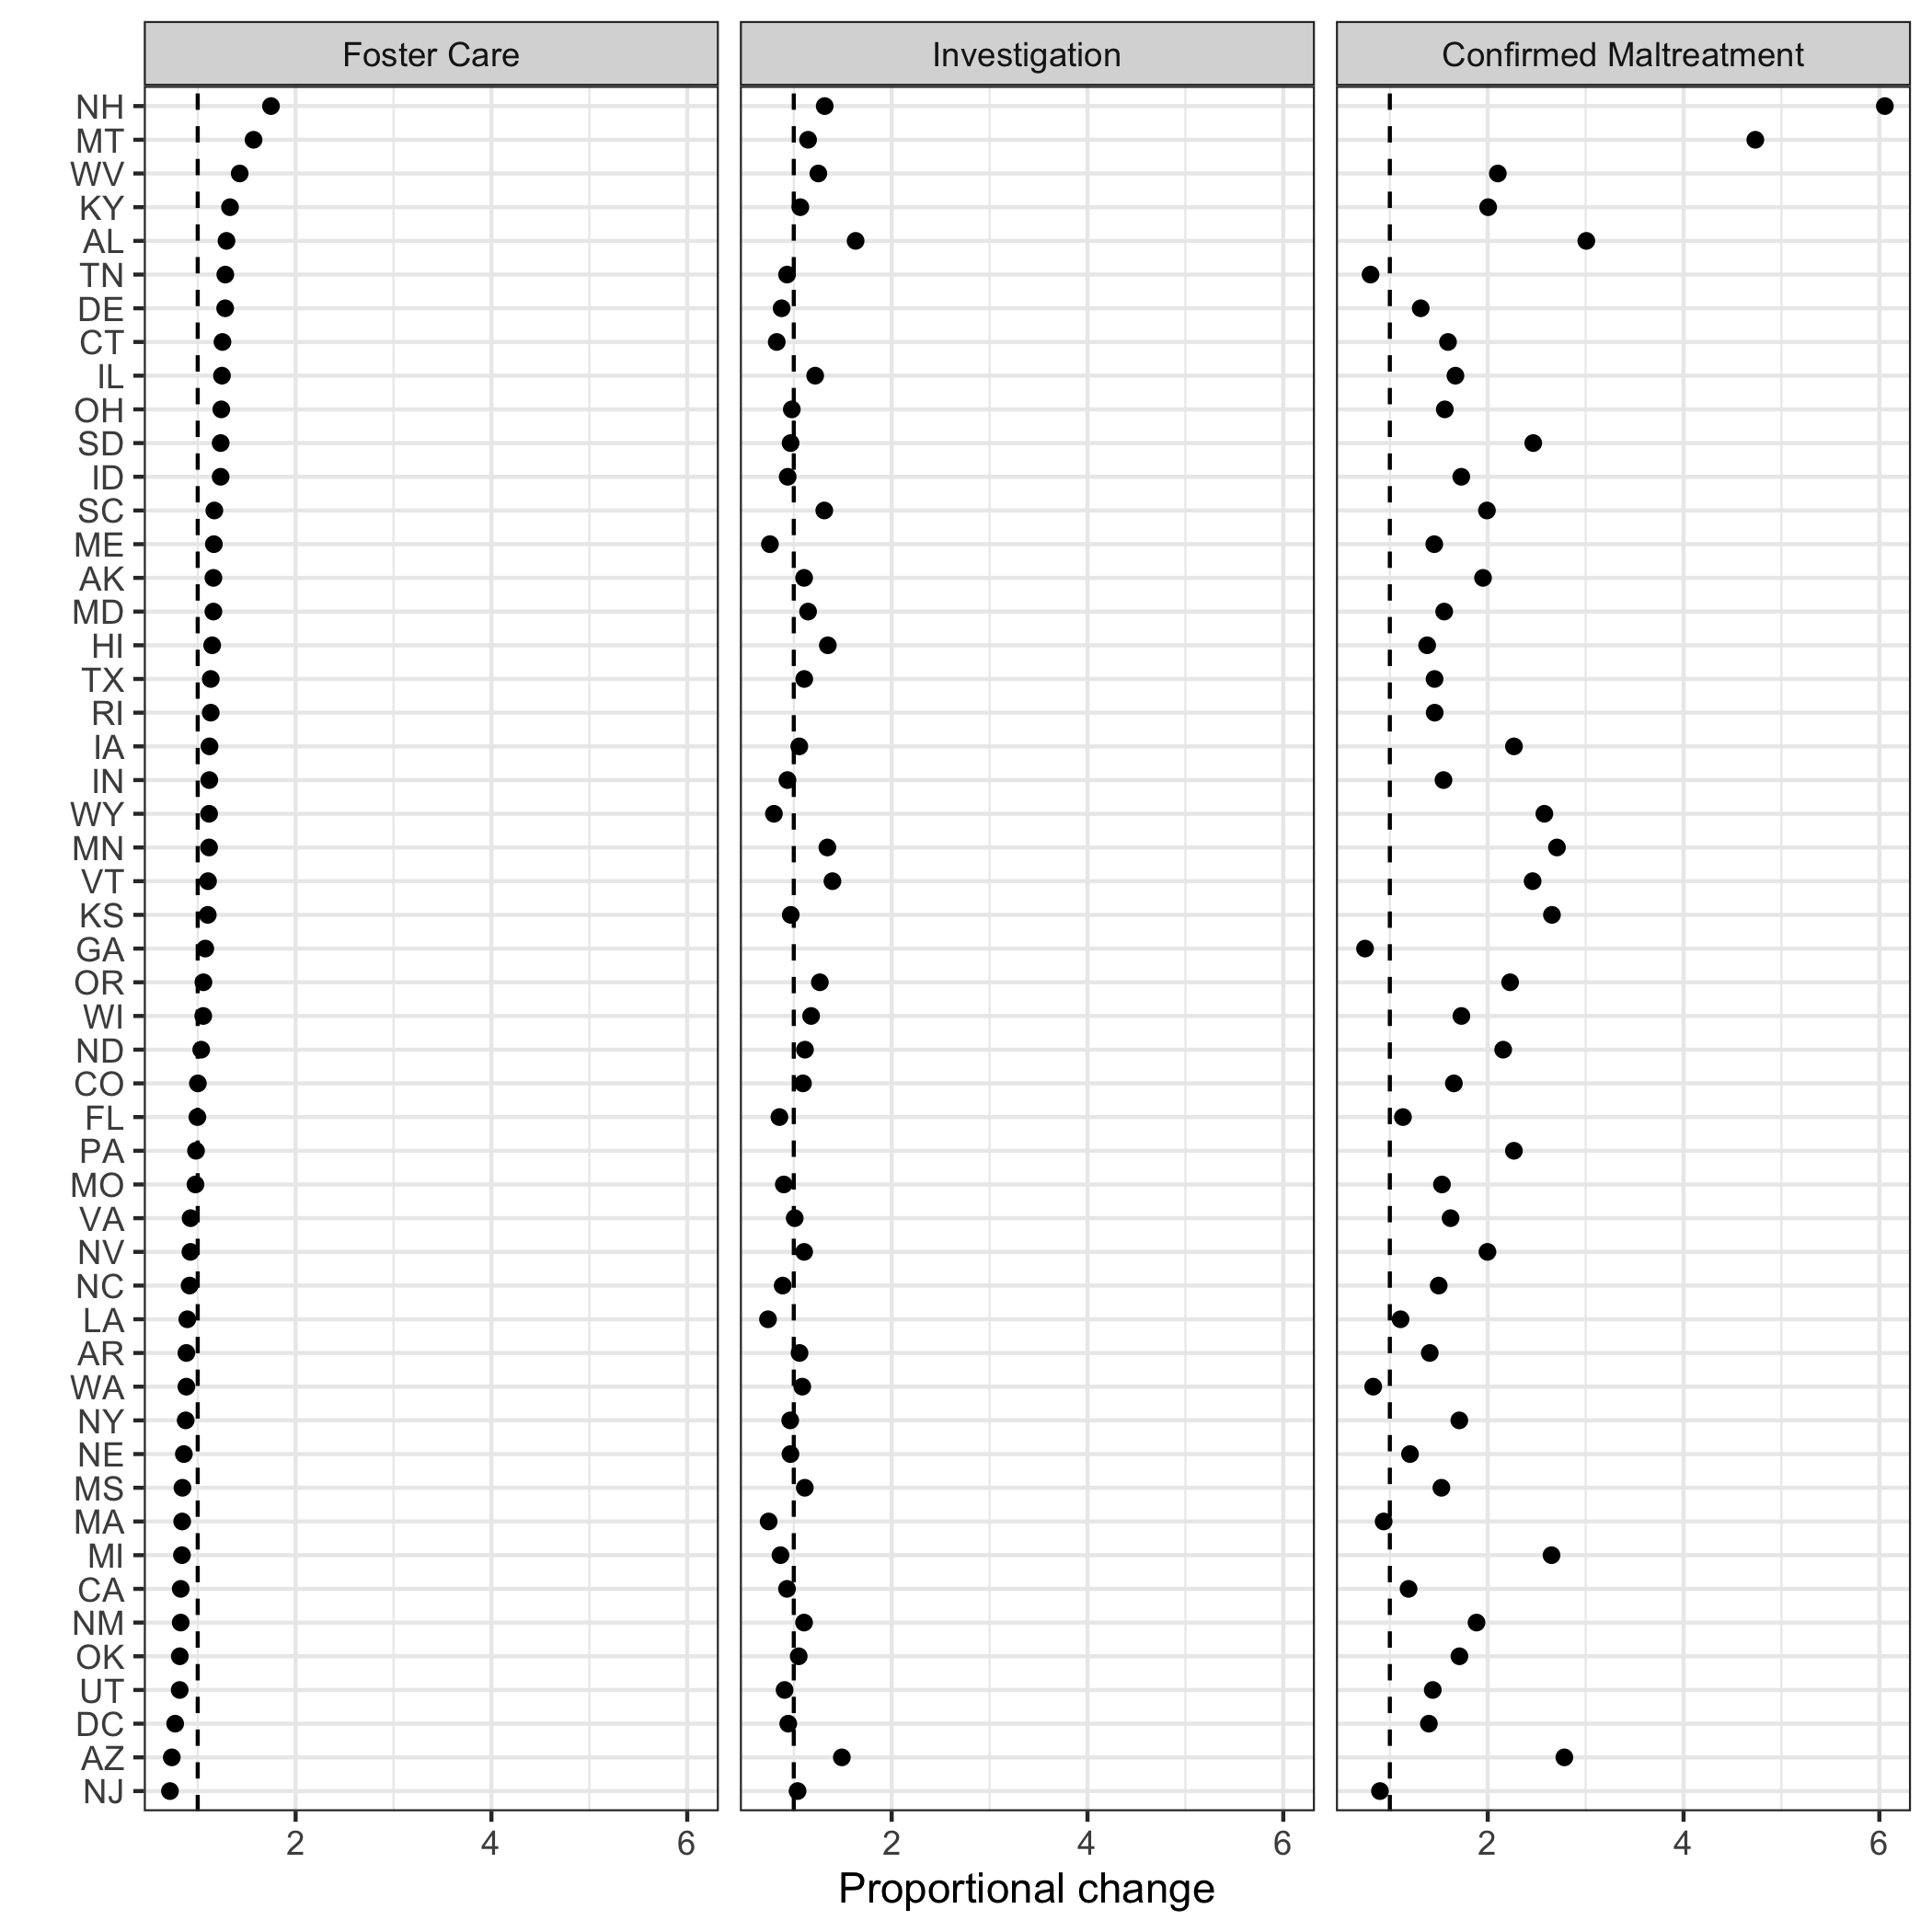 Foster Care Investigation Confirmed Maltreatment
NH
MT
WV
KY
AL
TN
DE
CT
IL
OH
SD
ID
SC
ME
AK
MD
HI
TX
RI
IA
IN
WY
MN
VT
KS
GA
OR
WI
ND
CO
FL
PA
MO
VA
NV
NC
LA
AR
WA
NY
NE
MS
MA
MI
CA
NM
OK
UT
DC
AZ
NJ
2 4 6 2 4 6 2 4 6
Proportional change